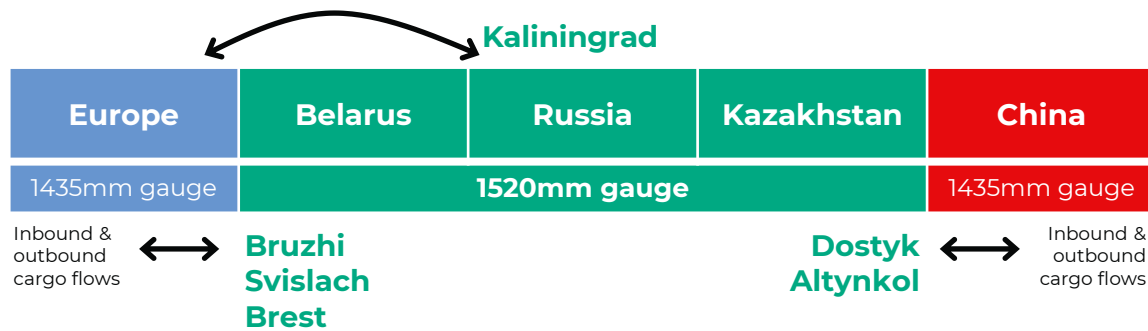 Kaliningrad
Europe
Belarus
Russia
Kazakhstan
China
1435mm gauge
1520mm gauge
1435mm gauge
Inbound &
outbound
cargo flows
Bruzhi
Svislach
Brest
Dostyk
Altynkol
Inbound &
outbound
cargo flows